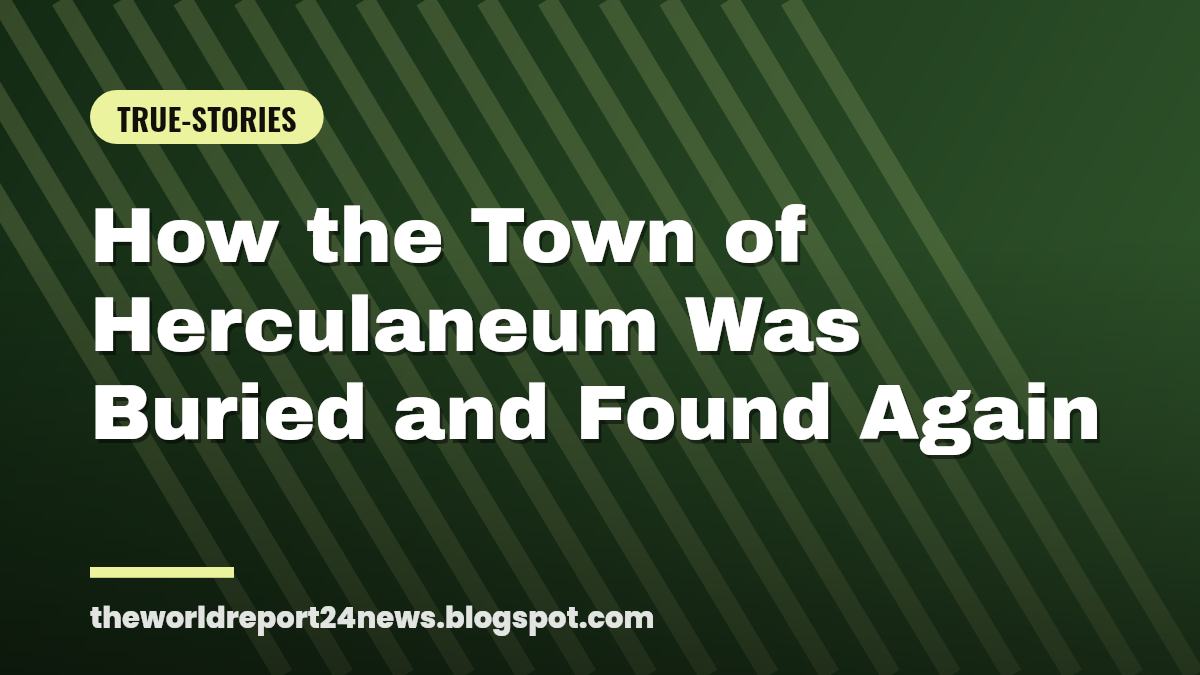 TRUE-STORIES
How the Town of
Herculaneum Was
Buried and Found Again
theworldreport24news.blogspot.com